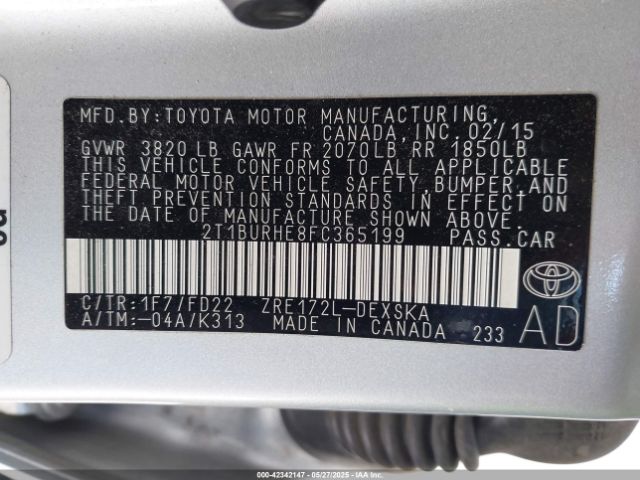 MFD.BY:TOYOTA MOTOR MANUFACTURING,
CANADA, INC. 02/15
GVWR 3820 LB GAWR FR 2070LB RR 1850LB
THIS VEHICLE CONFORMS TO ALL APPLICABLE
FEDERAL MOTOR VEHICLE SAFETY, BUMPER, AND
THEFT PREVENTION STANDARDS IN EFFECT ON
THE DATE OF MANUFACTURE SHOWN ABOVE.
2T1BURHE8FC365199 PASS.CAR
C/TR:1F7/FD22 ZRE172L-DEXSKA
A/TM:-04A/K313 MADE IN CANADA 233
AD
000-42342147 - 05/27/2025 - IAA, Inc.